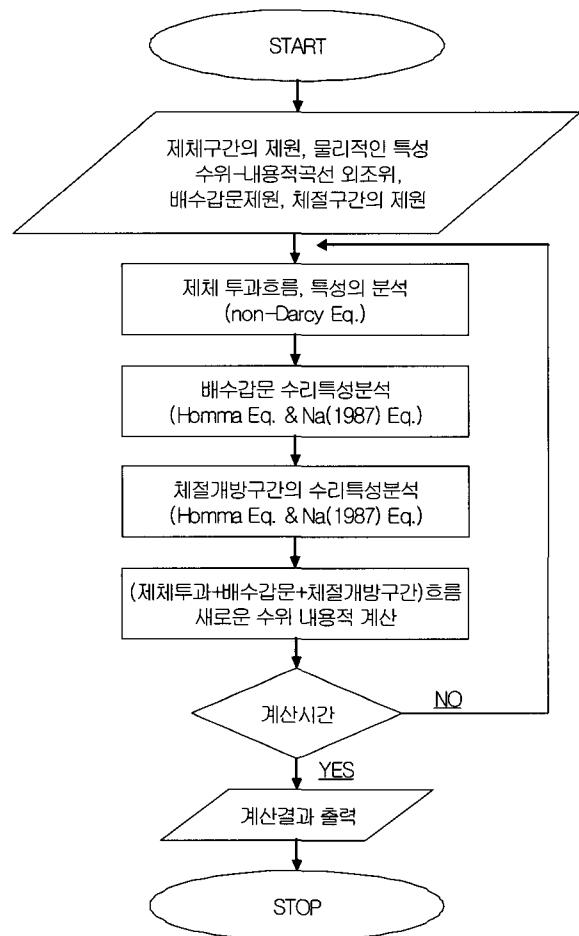 START
제체구간의 제원, 물리적인 특성
수위-내용적곡선 외조위,
배수갑문제원, 체절구간의 제원
제체 투과흐름, 특성의 분석
(non-Darcy Eq.)
배수갑문 수리특성분석
(Homma Eq. & Na(1987) Eq.)
체절개방구간의 수리특성분석
(Homma Eq. & Na(1987) Eq.)
(제체투과+배수갑문+체절개방구간)흐름
새로운 수위 내용적 계산
계산시간
NO
YES
계산결과 출력
STOP